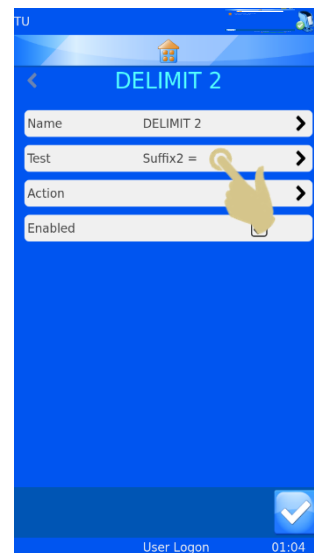 TU
DELIMIT 2
Name DELIMIT 2
Test Suffix2 =
Action
Enabled
User Logon 01:04